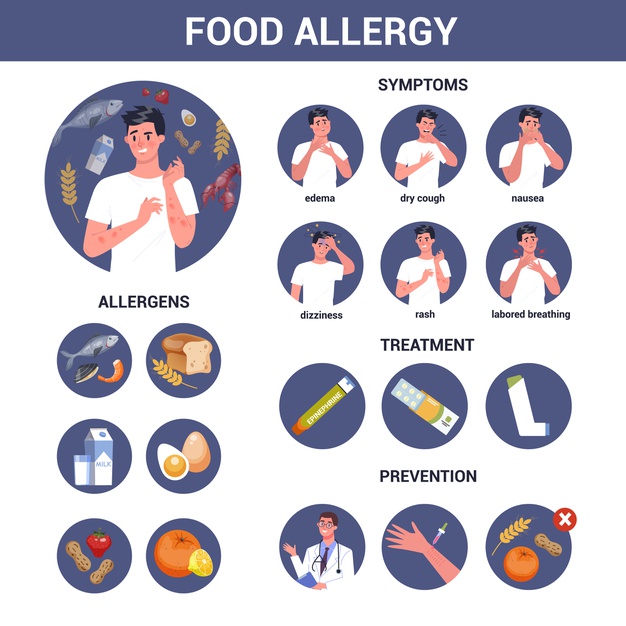 FOOD ALLERGY
SYMPTOMS
edema
dry cough
nausea
dizziness
rash
labored breathing
ALLERGENS
MILK
TREATMENT
EPINEPHRINE
PREVENTION